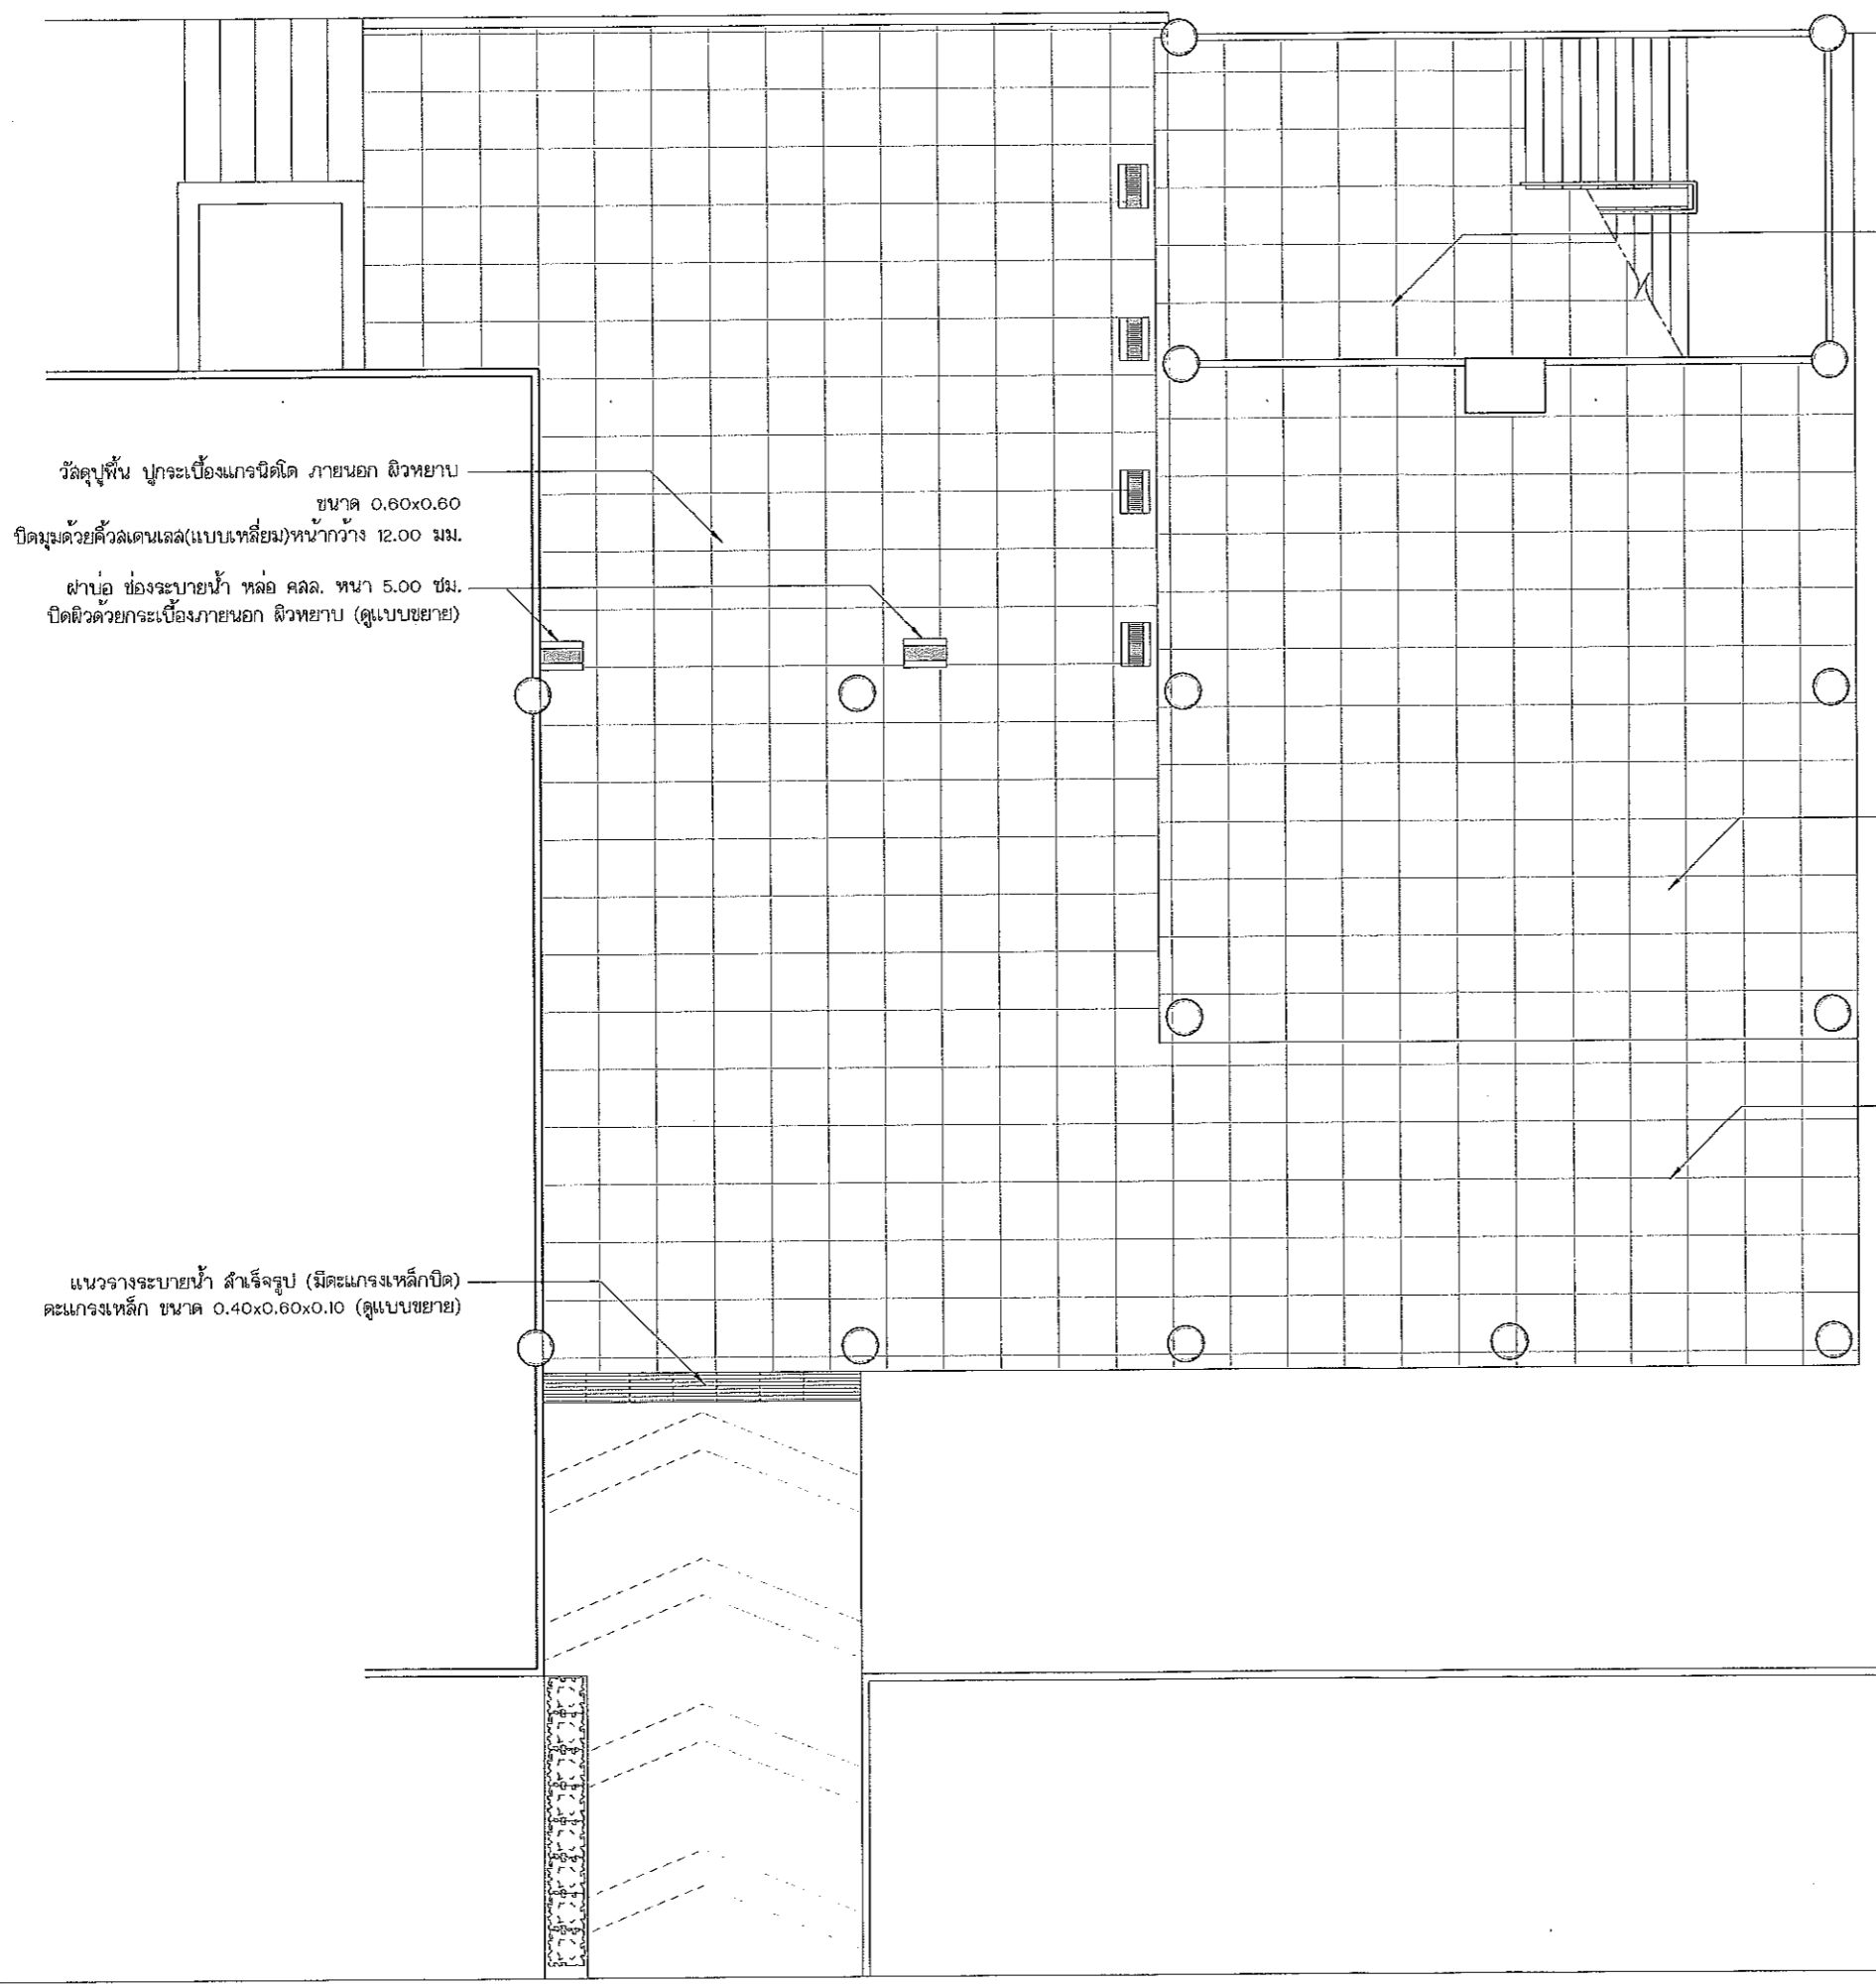 วัสดุปูพื้น ปูกระเบื้องแกรนิตโต ภายนอก ผิวหยาบ
ขนาด 0.60x0.60
ปิดมุมด้วยคิ้วสแตนเลส(แบบเหลี่ยม)หน้ากว้าง 12.00 มม.
ฝาบ่อ ช่องระบายน้ำ หล่อ คสล. หนา 5.00 ซม.
ปิดผิวด้วยกระเบื้องภายนอก ผิวหยาบ (ดูแบบขยาย)
แนวรางระบายน้ำ สำเร็จรูป (มีตะแกรงเหล็กปิด)
ตะแกรงเหล็ก ขนาด 0.40x0.60x0.10 (ดูแบบขยาย)